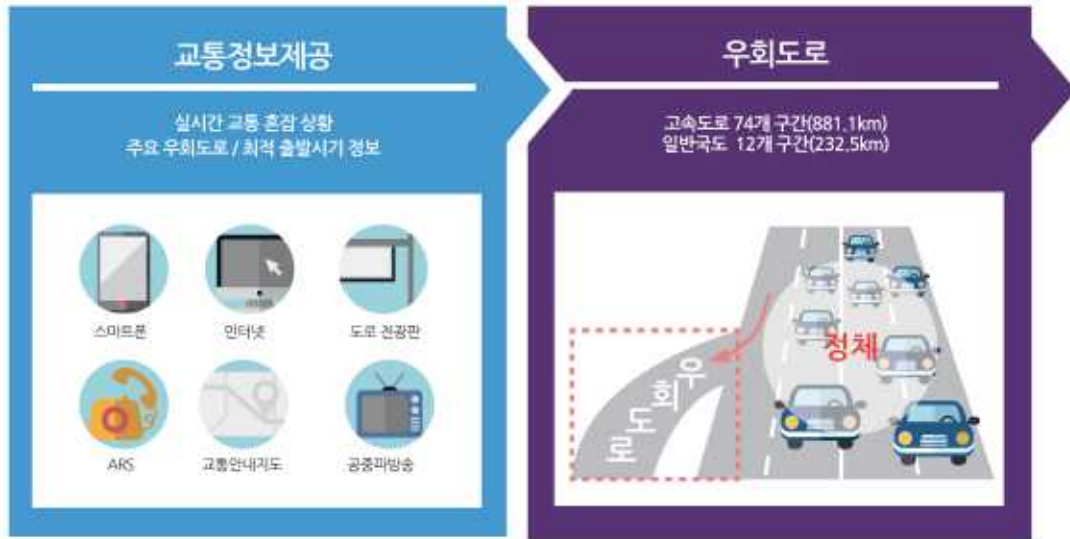 교통정보제공
실시간 교통 혼잡 상황
주요 우회도로 / 최적 출발시기 정보
스마트폰
인터넷
도로 전광판
ARS
교통안내지도
공중파방송
우회도로
고속도로 74개 구간(881.1km)
일반국도 12개 구간(232.5km)
정체
우회도로